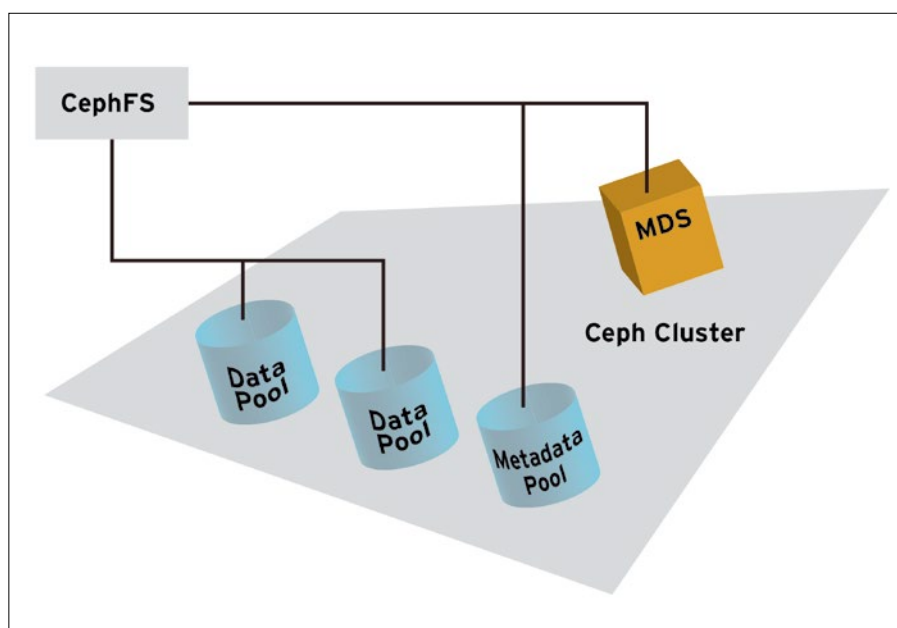 CephFS
MDS
Ceph Cluster
Data
Pool
Data
Pool
Metadata
Pool